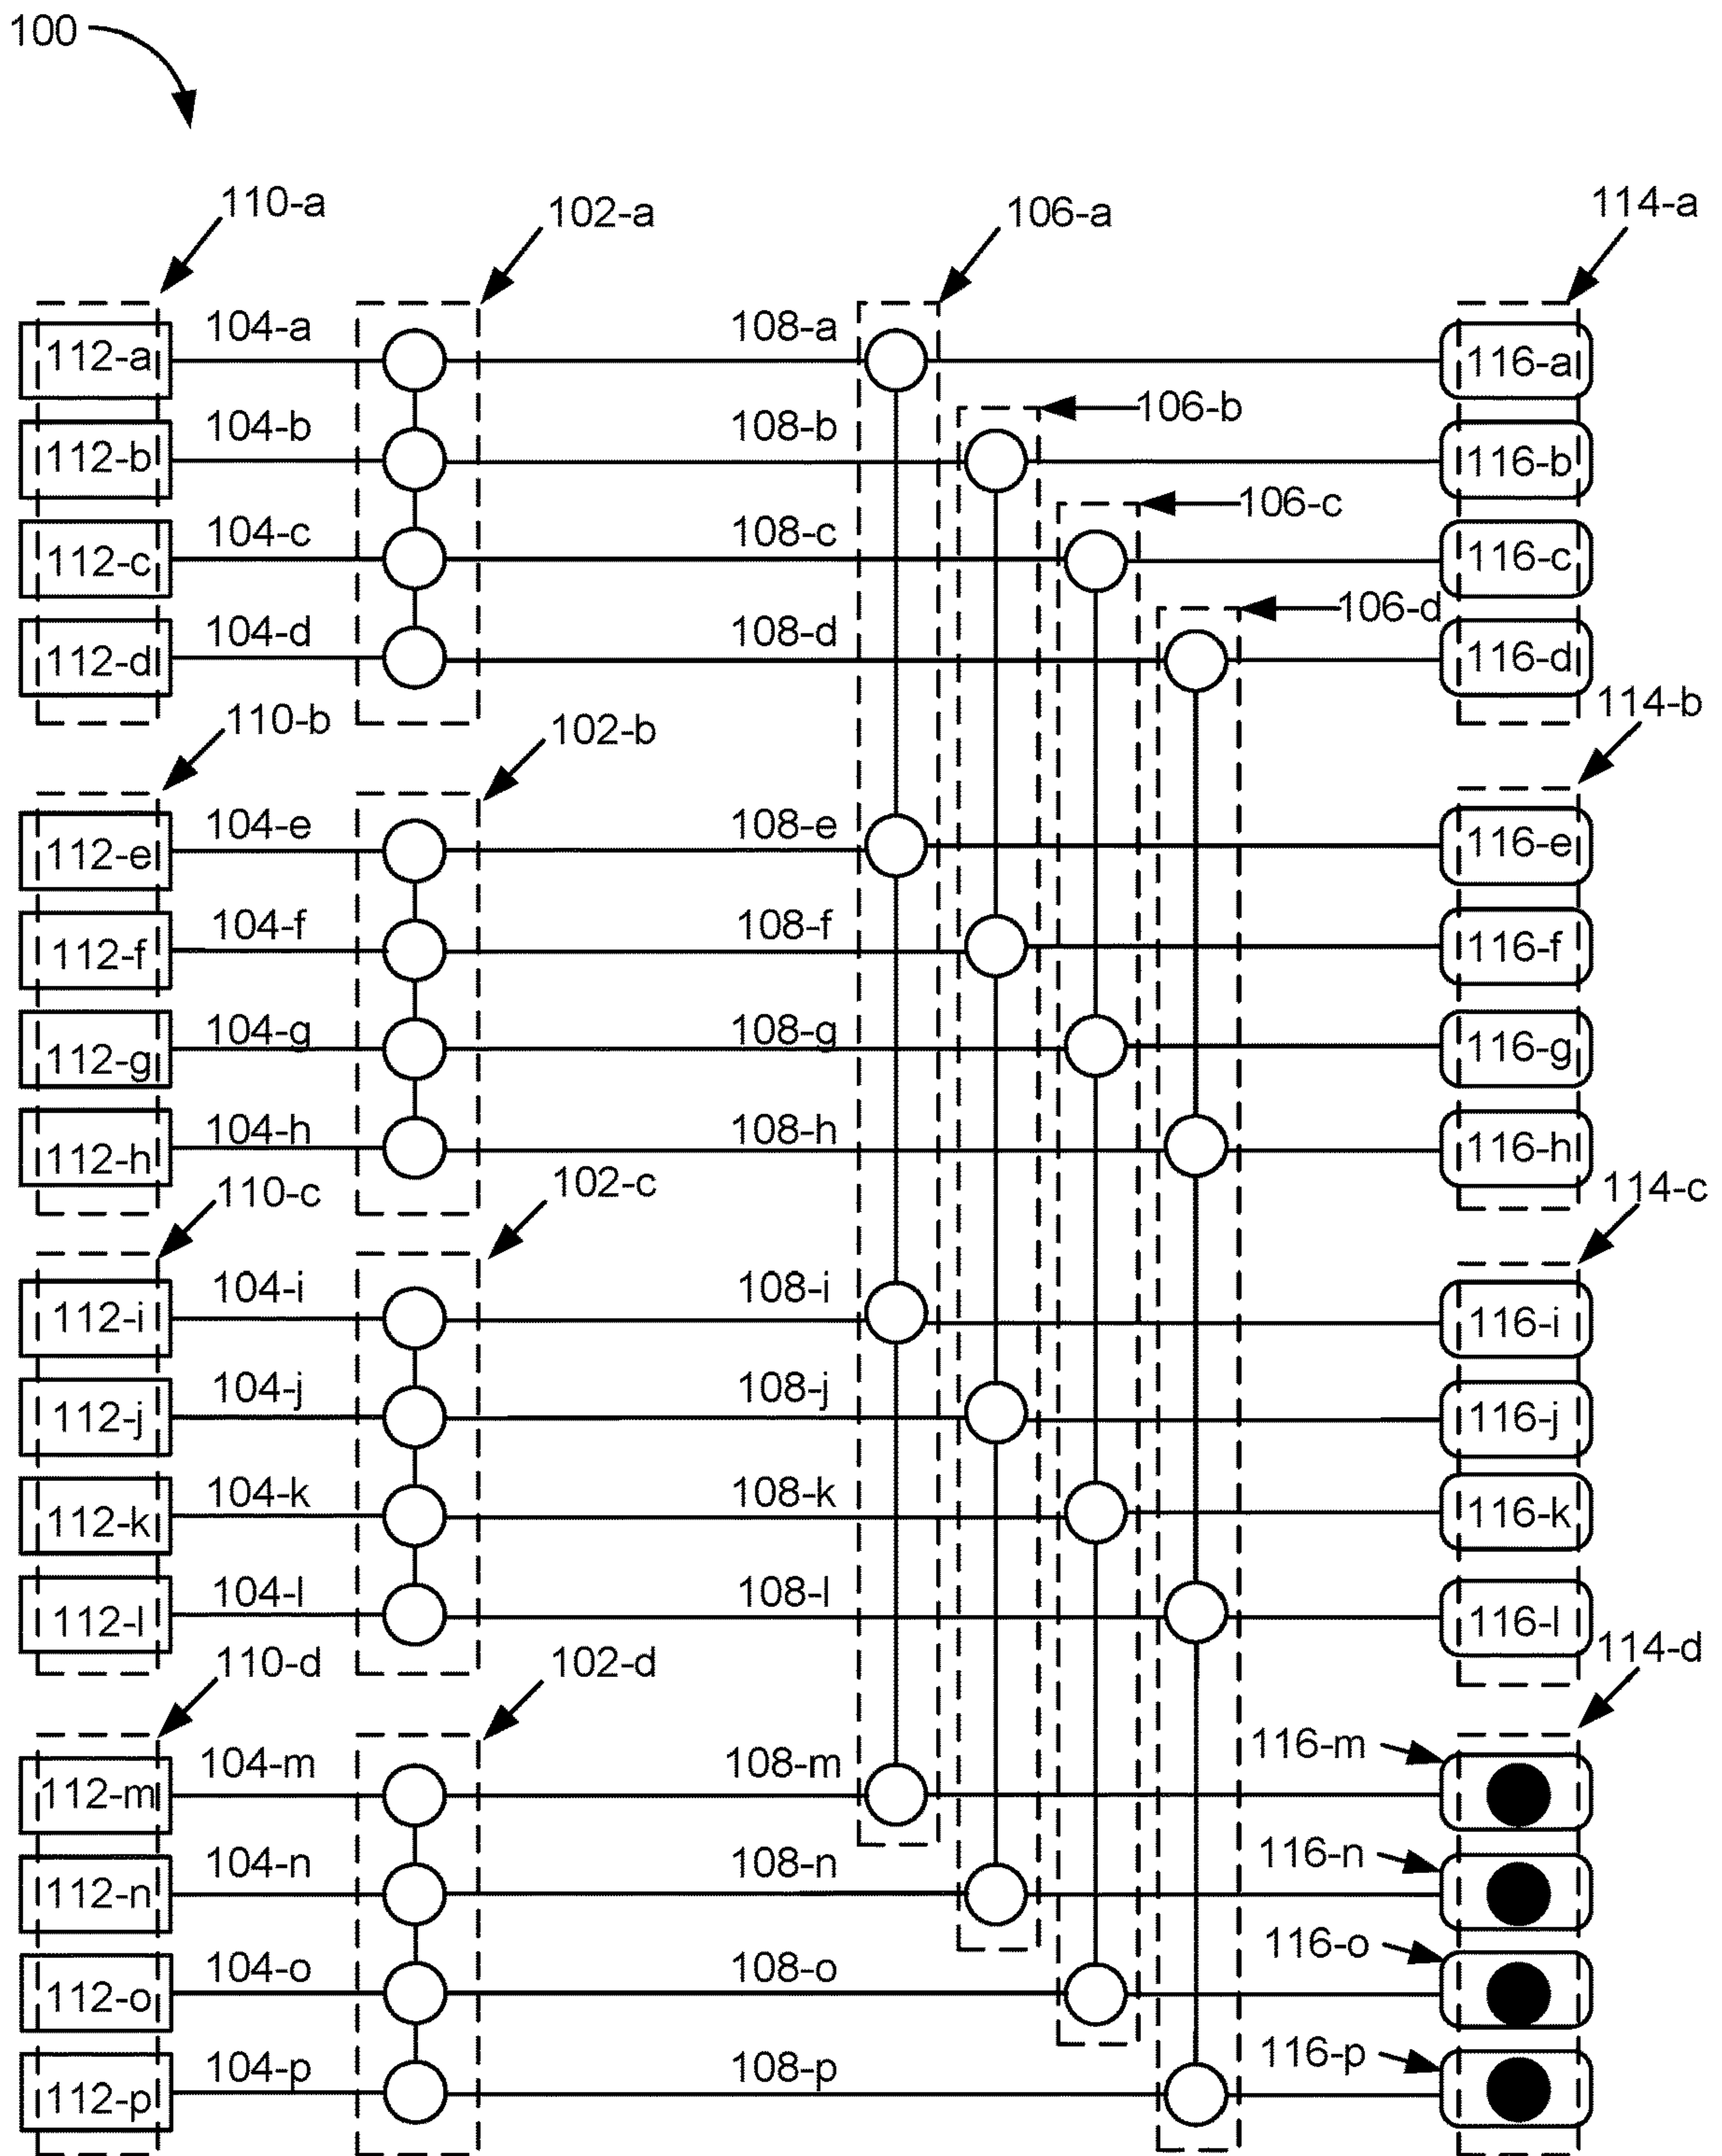 100
110-a 102-a 106-a 114-a
112-a 104-a 108-a 116-a
106-b
112-b 104-b 108-b 116-b
106-c
112-c 104-c 108-c 116-c
106-d
112-d 104-d 108-d 116-d
110-b 102-b 114-b
112-e 104-e 108-e 116-e
112-f 104-f 108-f 116-f
112-g 104-g 108-g 116-g
112-h 104-h 108-h 116-h
110-c 102-c 114-c
112-i 104-i 108-i 116-i
112-j 104-j 108-j 116-j
112-k 104-k 108-k 116-k
112-l 104-l 108-l 116-l
110-d 102-d 114-d
112-m 104-m 108-m 116-m
112-n 104-n 108-n 116-n
112-o 104-o 108-o 116-o
112-p 104-p 108-p 116-p